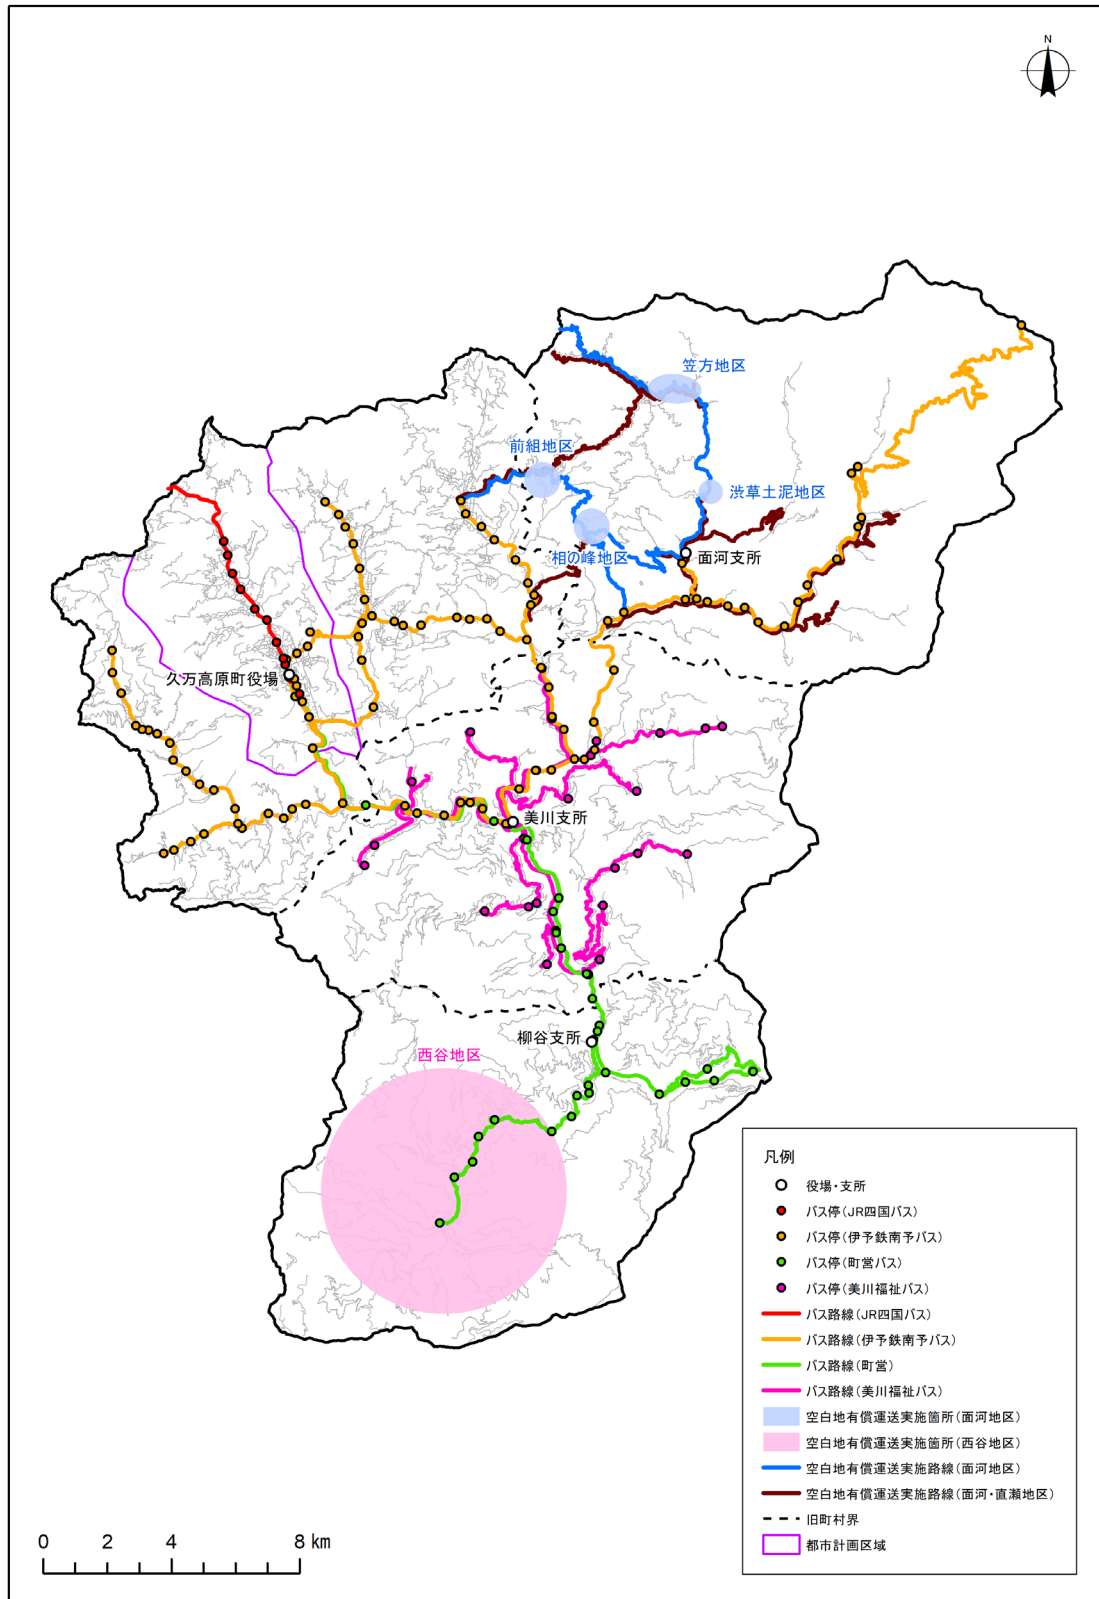 N
笠方地区
前組地区
渋草土泥地区
相の峰地区
面河支所
久万高原町役場
美川支所
柳谷支所
西谷地区
凡例
役場・支所
バス停(JR四国バス)
バス停(伊予鉄南予バス)
バス停(町営バス)
バス停(美川福祉バス)
バス路線(JR四国バス)
バス路線(伊予鉄南予バス)
バス路線(町営)
バス路線(美川福祉バス)
空白地有償運送実施箇所(面河地区)
空白地有償運送実施箇所(西谷地区)
空白地有償運送実施路線(面河地区)
空白地有償運送実施路線(面河・直瀬地区)
旧町村界
都市計画区域
0 2 4 8 km